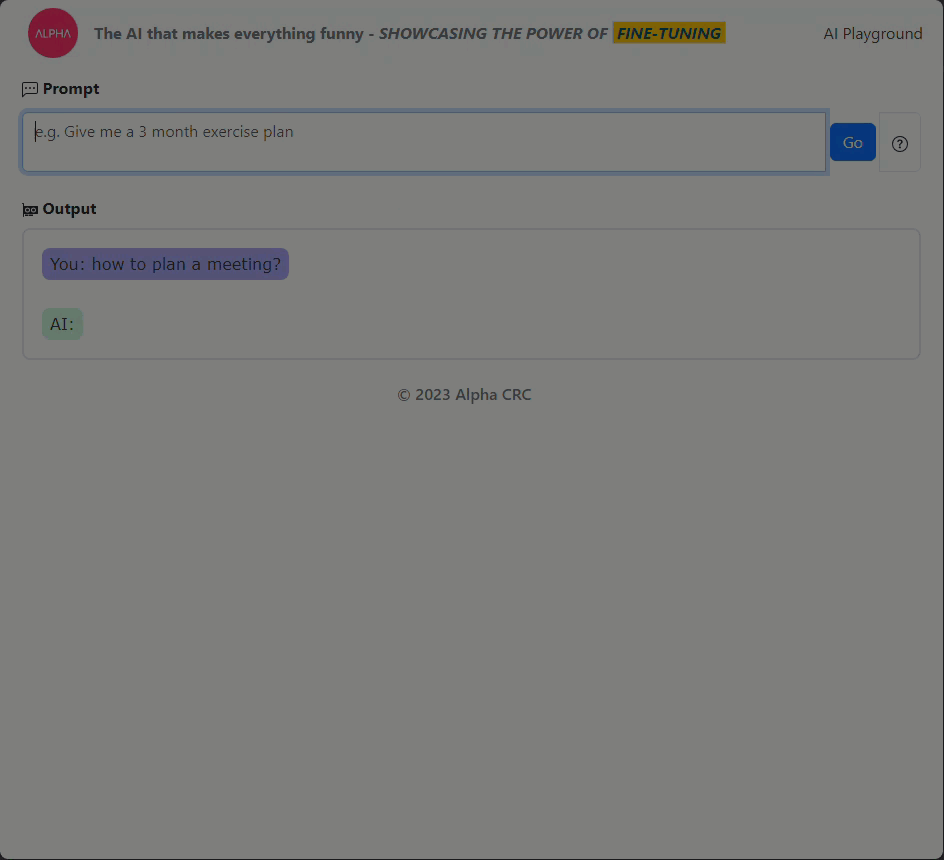 ALPHA The AI that makes everything funny - SHOWCASING THE POWER OF FINE-TUNING AI Playground
Prompt
e.g. Give me a 3 month exercise plan Go ?
Output
You: how to plan a meeting?
AI:
© 2023 Alpha CRC